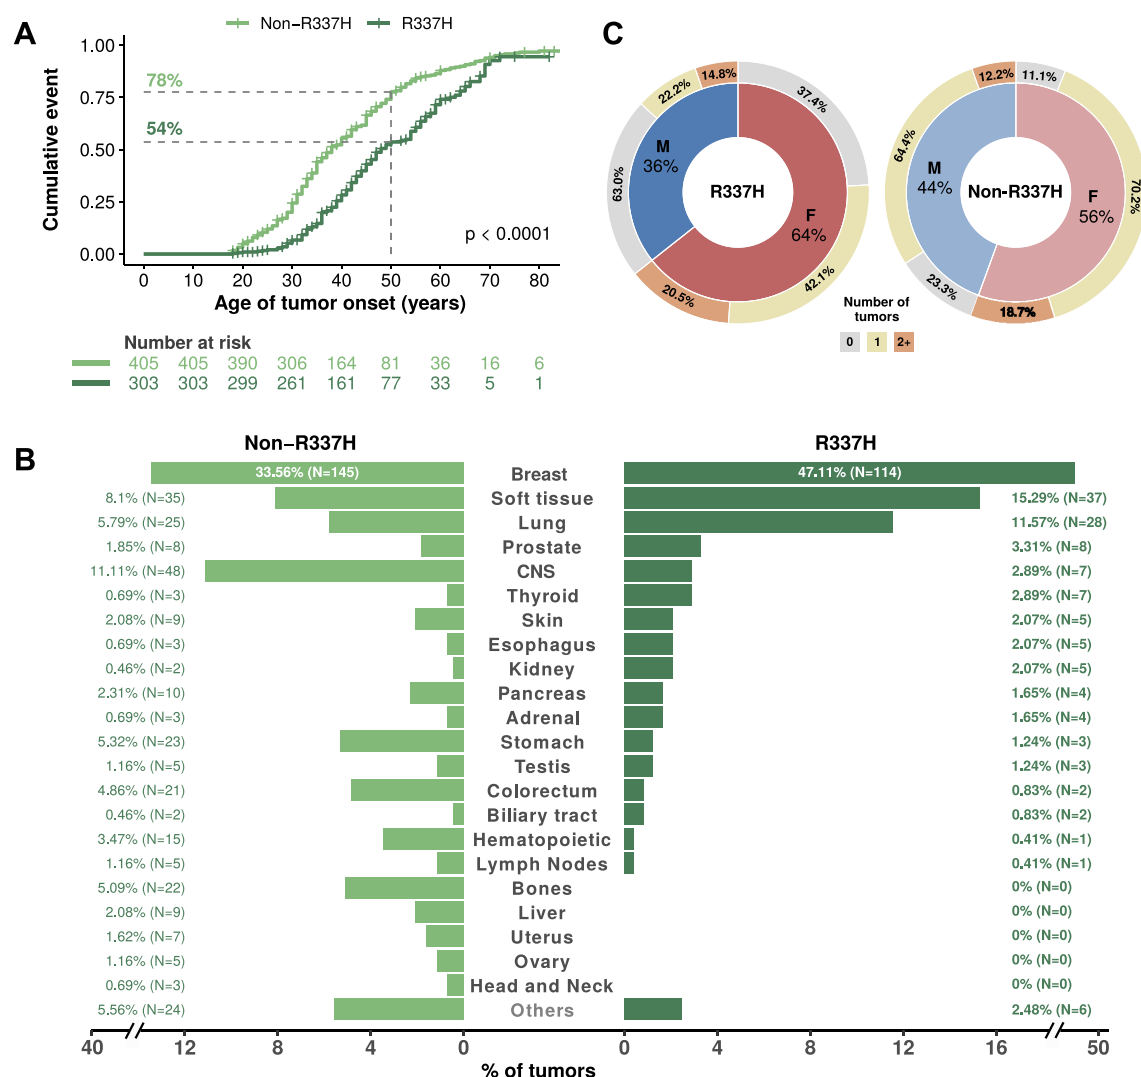 A
Non−R337H
R337H
Cumulative event
1.00
0.75
0.50
0.25
0.00
78%
54%
p < 0.0001
0 10 20 30 40 50 60 70 80
Age of tumor onset (years)
Number at risk
405 405 390 306 164 81 36 16 6
303 303 299 261 161 77 33 5 1
C
14.8%
22.2%
37.4%
63.0%
M
36%
R337H
F
64%
20.5%
42.1%
12.2%
11.1%
64.4%
70.2%
M
44%
Non-R337H
F
56%
23.3%
18.7%
Number of
tumors
0 1 2+
B
Non−R337H
R337H
33.56% (N=145) Breast 47.11% (N=114)
8.1% (N=35) Soft tissue 15.29% (N=37)
5.79% (N=25) Lung 11.57% (N=28)
1.85% (N=8) Prostate 3.31% (N=8)
11.11% (N=48) CNS 2.89% (N=7)
0.69% (N=3) Thyroid 2.89% (N=7)
2.08% (N=9) Skin 2.07% (N=5)
0.69% (N=3) Esophagus 2.07% (N=5)
0.46% (N=2) Kidney 2.07% (N=5)
2.31% (N=10) Pancreas 1.65% (N=4)
0.69% (N=3) Adrenal 1.65% (N=4)
5.32% (N=23) Stomach 1.24% (N=3)
1.16% (N=5) Testis 1.24% (N=3)
4.86% (N=21) Colorectum 0.83% (N=2)
0.46% (N=2) Biliary tract 0.83% (N=2)
3.47% (N=15) Hematopoietic 0.41% (N=1)
1.16% (N=5) Lymph Nodes 0.41% (N=1)
5.09% (N=22) Bones 0% (N=0)
2.08% (N=9) Liver 0% (N=0)
1.62% (N=7) Uterus 0% (N=0)
1.16% (N=5) Ovary 0% (N=0)
0.69% (N=3) Head and Neck 0% (N=0)
5.56% (N=24) Others 2.48% (N=6)
40 12 8 4 0 0 4 8 12 16 50
% of tumors